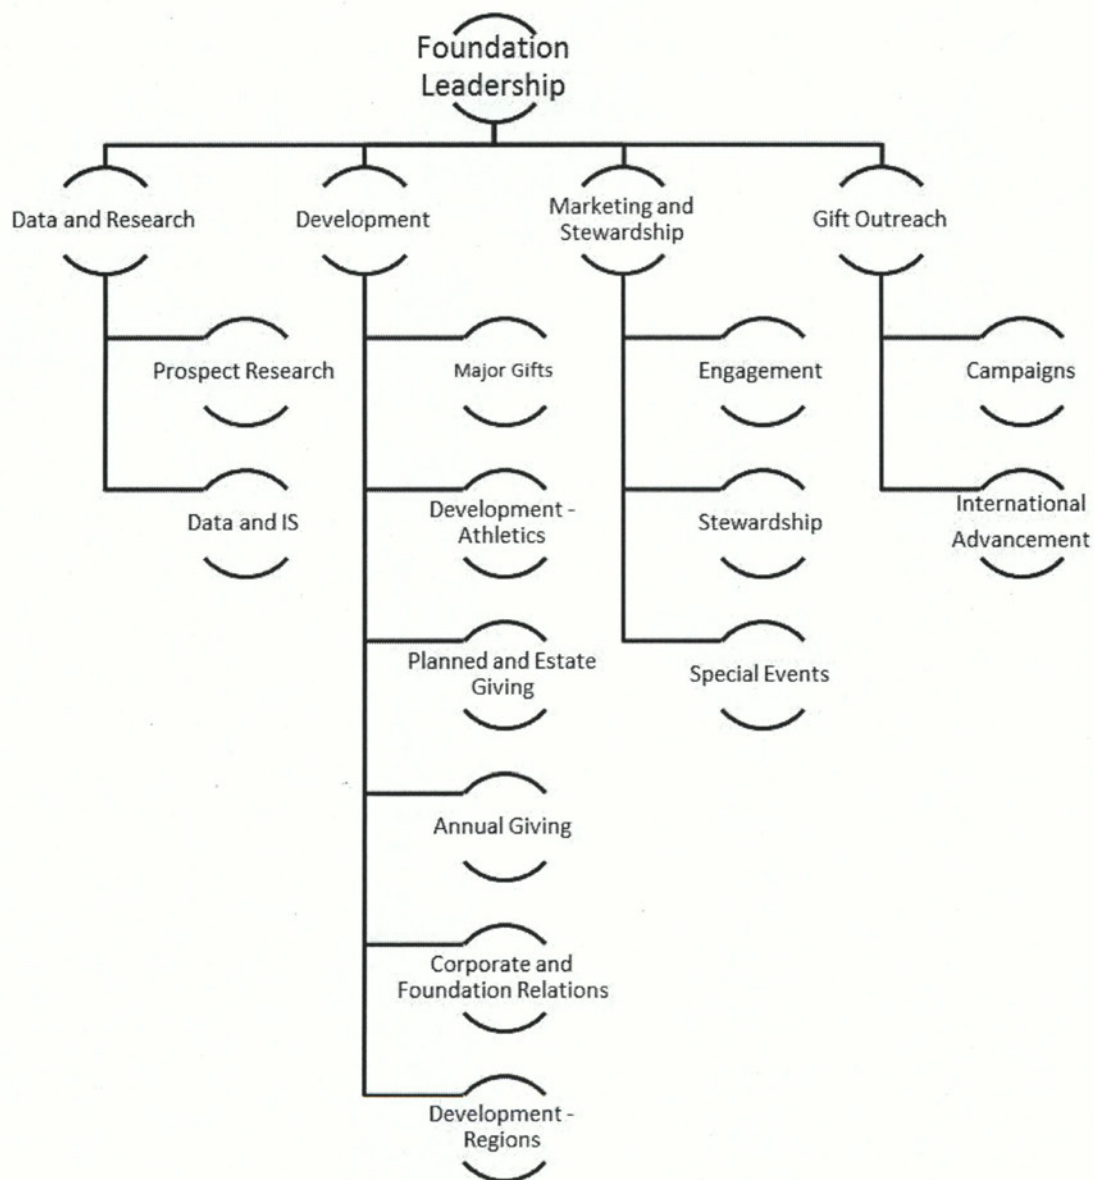 Foundation
Leadership
Data and Research
Development
Marketing and
Stewardship
Gift Outreach
Prospect Research
Data and IS
Major Gifts
Development -
Athletics
Planned and Estate
Giving
Annual Giving
Corporate and
Foundation Relations
Development -
Regions
Engagement
Stewardship
Special Events
Campaigns
International
Advancement